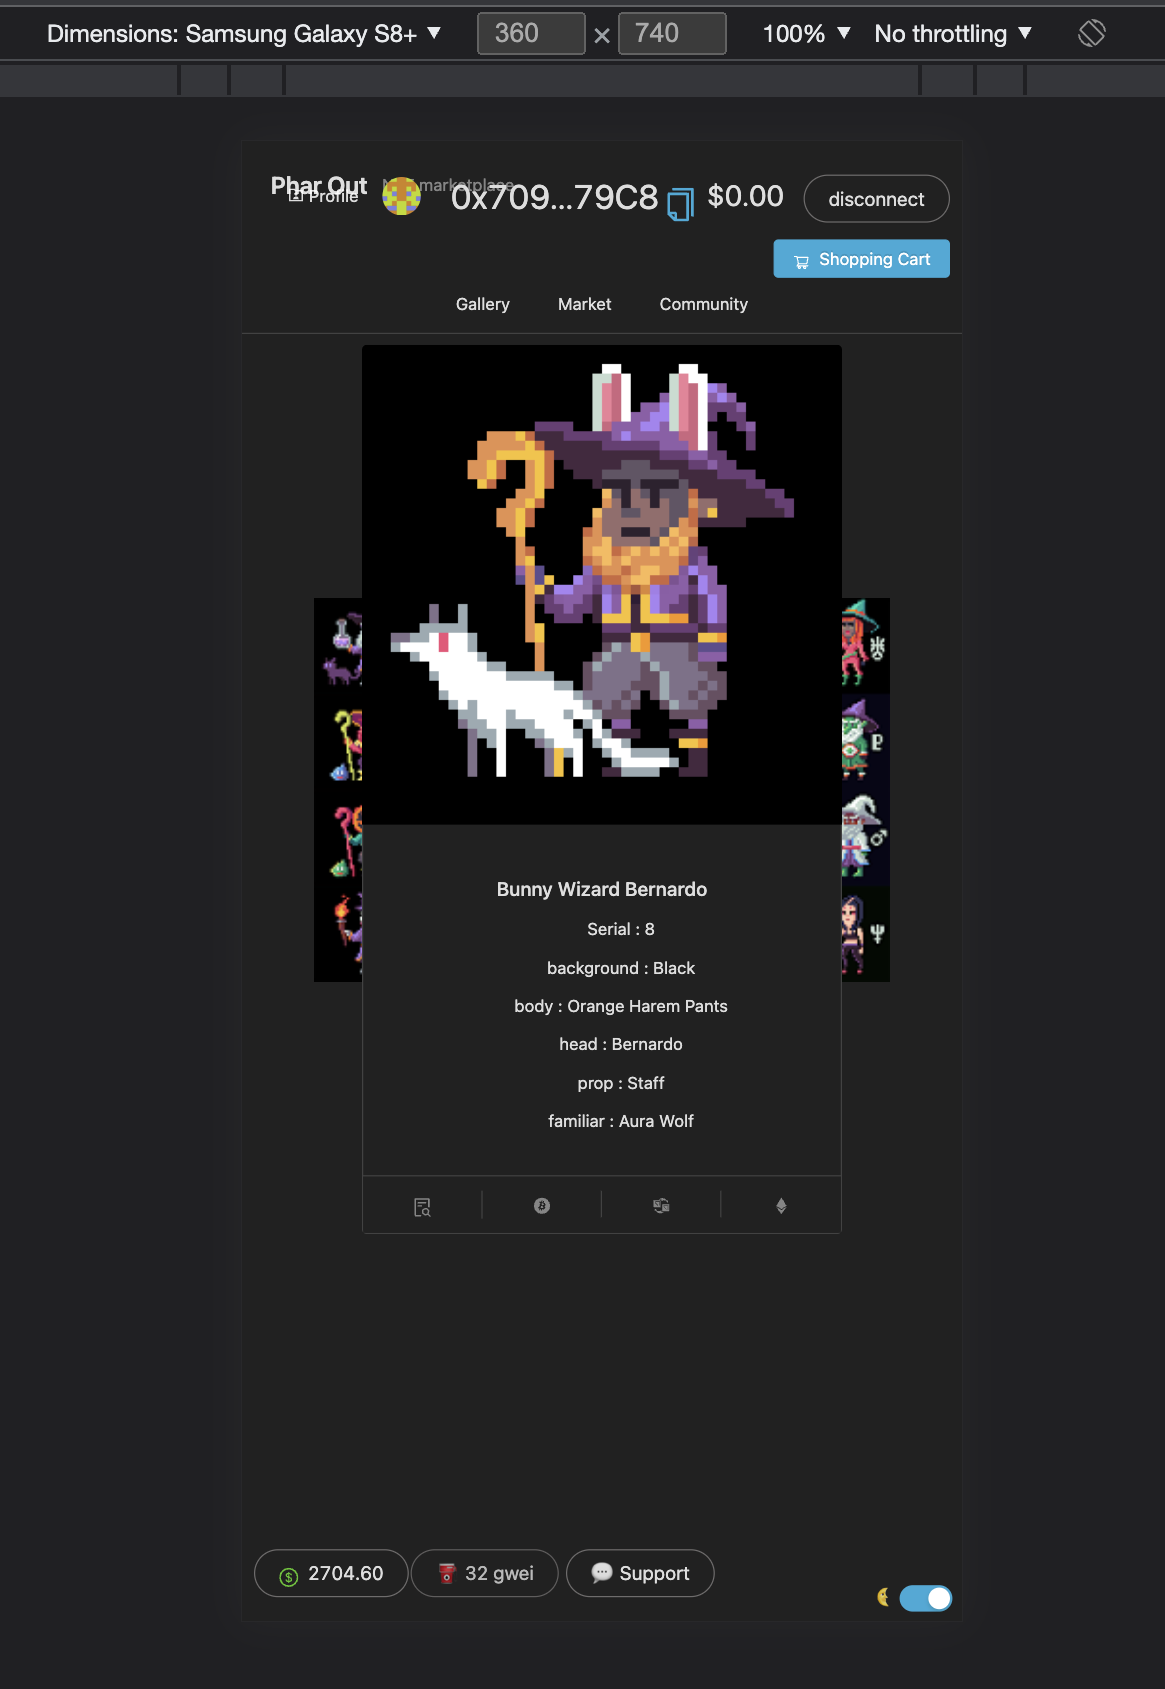 Dimensions: Samsung Galaxy S8+ ▼ 360 × 740 100% ▼ No throttling ▼
Phar Out NFT marketplace
Profile 0x709...79C8 $0.00 disconnect
Shopping Cart
Gallery Market Community
Bunny Wizard Bernardo
Serial : 8
background : Black
body : Orange Harem Pants
head : Bernardo
prop : Staff
familiar : Aura Wolf
2704.60 32 gwei Support